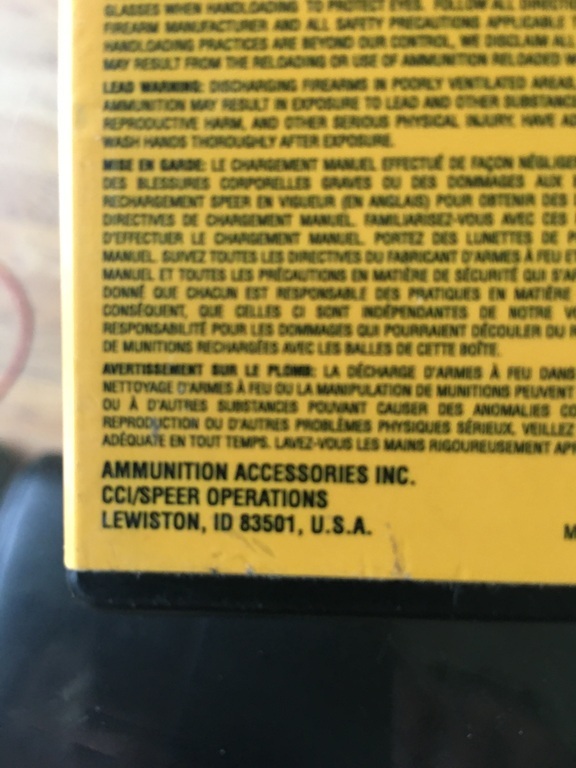 GLASSES WHEN HANDLOADING TO PROTECT EYES. FOLLOW ALL DIRECTI
FIREARM MANUFACTURER AND ALL SAFETY PRECAUTIONS APPLICABLE
HANDLOADING PRACTICES ARE BEYOND OUR CONTROL, WE DISCLAIM ALL
MAY RESULT FROM THE RELOADING OR USE OF AMMUNITION RELOADED W
LEAD WARNING: DISCHARGING FIREARMS IN POORLY VENTILATED AREAS,
AMMUNITION MAY RESULT IN EXPOSURE TO LEAD AND OTHER SUBSTANCE
REPRODUCTIVE HARM, AND OTHER SERIOUS PHYSICAL INJURY. HAVE AD
WASH HANDS THOROUGHLY AFTER EXPOSURE.
MISE EN GARDE: LE CHARGEMENT MANUEL EFFECTUÉ DE FAÇON NÉGLIGE
DES BLESSURES CORPORELLES GRAVES OU DES DOMMAGES AUX
RECHARGEMENT SPEER EN VIGUEUR (EN ANGLAIS) POUR OBTENIR DES
DIRECTIVES DE CHARGEMENT MANUEL. FAMILIARISEZ-VOUS AVEC CES
D'EFFECTUER LE CHARGEMENT MANUEL. PORTEZ DES LUNETTES DE P
MANUEL. SUIVEZ TOUTES LES DIRECTIVES DU FABRICANT D'ARMES À FEU ET
MANUEL ET TOUTES LES PRÉCAUTIONS EN MATIÈRE DE SÉCURITÉ QUI S'A
DONNÉ QUE CHACUN EST RESPONSABLE DES PRATIQUES EN MATIÈRE
CONSÉQUENT, QUE CELLES CI SONT INDÉPENDANTES DE NOTRE V
RESPONSABILITÉ POUR LES DOMMAGES QUI POURRAIENT DÉCOULER DU R
DE MUNITIONS RECHARGÉES AVEC LES BALLES DE CETTE BOÎTE.
AVERTISSEMENT SUR LE PLOMB: LA DÉCHARGE D'ARMES À FEU DANS
NETTOYAGE D'ARMES À FEU OU LA MANIPULATION DE MUNITIONS PEUVENT
OU À D'AUTRES SUBSTANCES POUVANT CAUSER DES ANOMALIES CO
REPRODUCTION OU D'AUTRES PROBLÈMES PHYSIQUES SÉRIEUX. VEILLEZ
ADÉQUATE EN TOUT TEMPS. LAVEZ-VOUS LES MAINS RIGOUREUSEMENT APR
AMMUNITION ACCESSORIES INC.
CCI/SPEER OPERATIONS
LEWISTON, ID 83501, U.S.A.
M